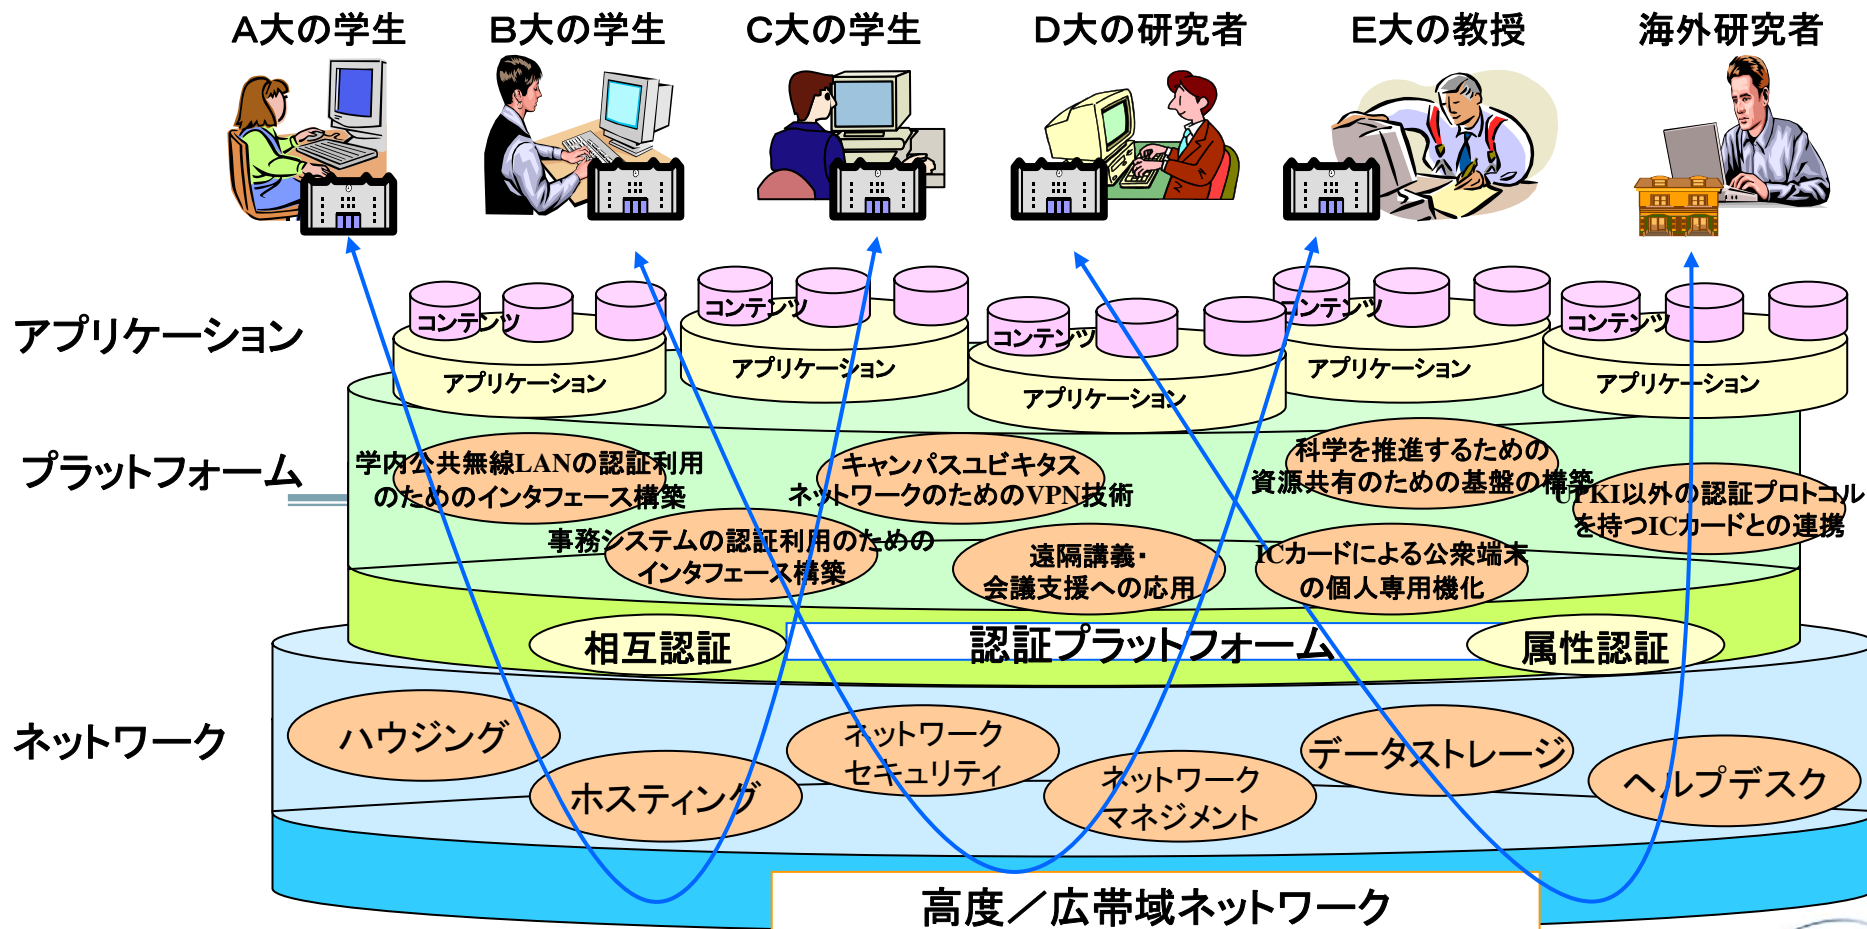 A大の学生
B大の学生
C大の学生
D大の研究者
E大の教授
海外研究者
アプリケーション
コンテンツ
アプリケーション
コンテンツ
アプリケーション
コンテンツ
アプリケーション
コンテンツ
アプリケーション
コンテンツ
アプリケーション
プラットフォーム
学内公共無線LANの認証利用
のためのインタフェース構築
キャンパスユビキタス
ネットワークのためのVPN技術
科学を推進するための
資源共有のための基盤の構築
UPKI以外の認証プロトコル
を持つICカードとの連携
事務システムの認証利用のための
インタフェース構築
遠隔講義・
会議支援への応用
ICカードによる公衆端末
の個人専用機化
相互認証
認証プラットフォーム
属性認証
ネットワーク
ハウジング
ホスティング
ネットワーク
セキュリティ
ネットワーク
マネジメント
データストレージ
ヘルプデスク
高度／広帯域ネットワーク